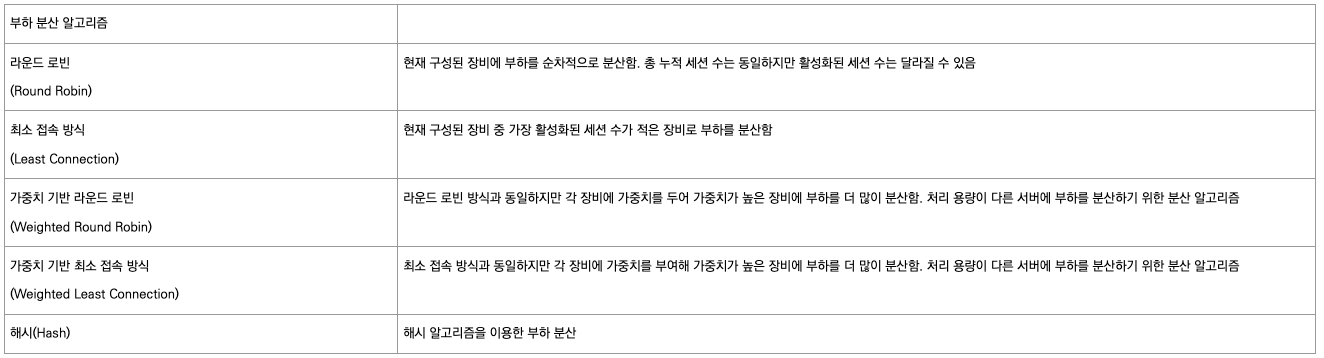 부하 분산 알고리즘
라운드 로빈
(Round Robin)
현재 구성된 장비에 부하를 순차적으로 분산함. 총 누적 세션 수는 동일하지만 활성화된 세션 수는 달라질 수 있음
최소 접속 방식
(Least Connection)
현재 구성된 장비 중 가장 활성화된 세션 수가 적은 장비로 부하를 분산함
가중치 기반 라운드 로빈
(Weighted Round Robin)
라운드 로빈 방식과 동일하지만 각 장비에 가중치를 두어 가중치가 높은 장비에 부하를 더 많이 분산함. 처리 용량이 다른 서버에 부하를 분산하기 위한 분산 알고리즘
가중치 기반 최소 접속 방식
(Weighted Least Connection)
최소 접속 방식과 동일하지만 각 장비에 가중치를 부여해 가중치가 높은 장비에 부하를 더 많이 분산함. 처리 용량이 다른 서버에 부하를 분산하기 위한 분산 알고리즘
해시(Hash)
해시 알고리즘을 이용한 부하 분산